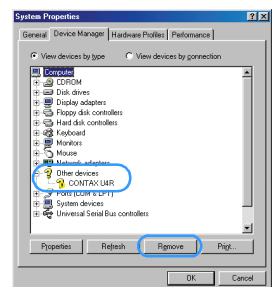 System Properties
General Device Manager Hardware Profiles Performance
View devices by type View devices by connection
Computer
CDROM
Disk drives
Display adapters
Floppy disk controllers
Hard disk controllers
Keyboard
Monitors
Mouse
Network adapters
Other devices
CONTAX U4R
Ports (COM & LPT)
System devices
Universal Serial Bus controllers
Properties Refresh Remove Print...
OK Cancel